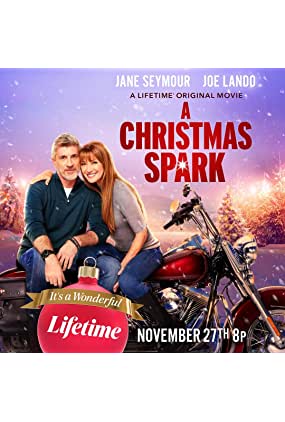 JANE SEYMOUR JOE LANDO
A LIFETIME ORIGINAL MOVIE
A
CHRISTMAS
SPARK
It's a Wonderful
Lifetime
NOVEMBER 27TH 8P